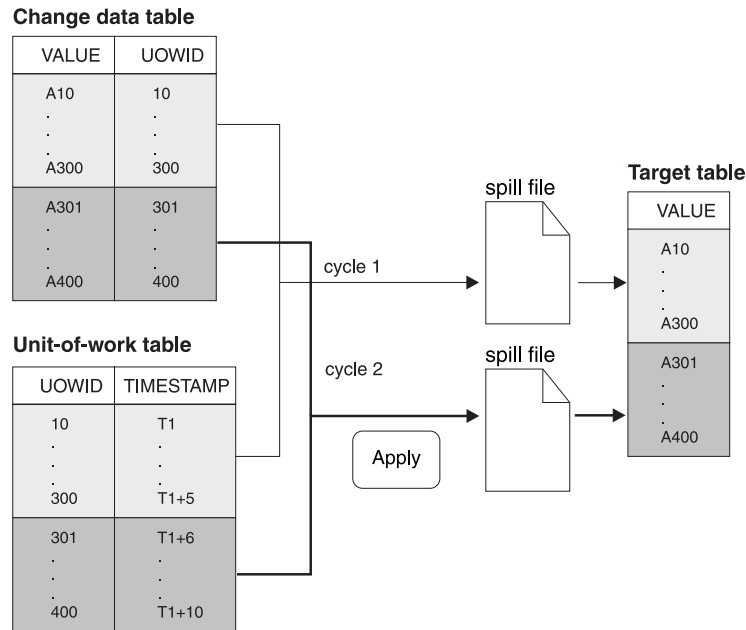 Change data table
VALUE UOWID
A10 10
. .
. .
. .
A300 300
A301 301
. .
. .
. .
A400 400
Unit-of-work table
UOWID TIMESTAMP
10 T1
. .
. .
. .
300 T1+5
301 T1+6
. .
. .
. .
400 T1+10
cycle 1
cycle 2
Apply
spill file
spill file
Target table
VALUE
A10
.
.
.
A300
A301
.
.
.
A400